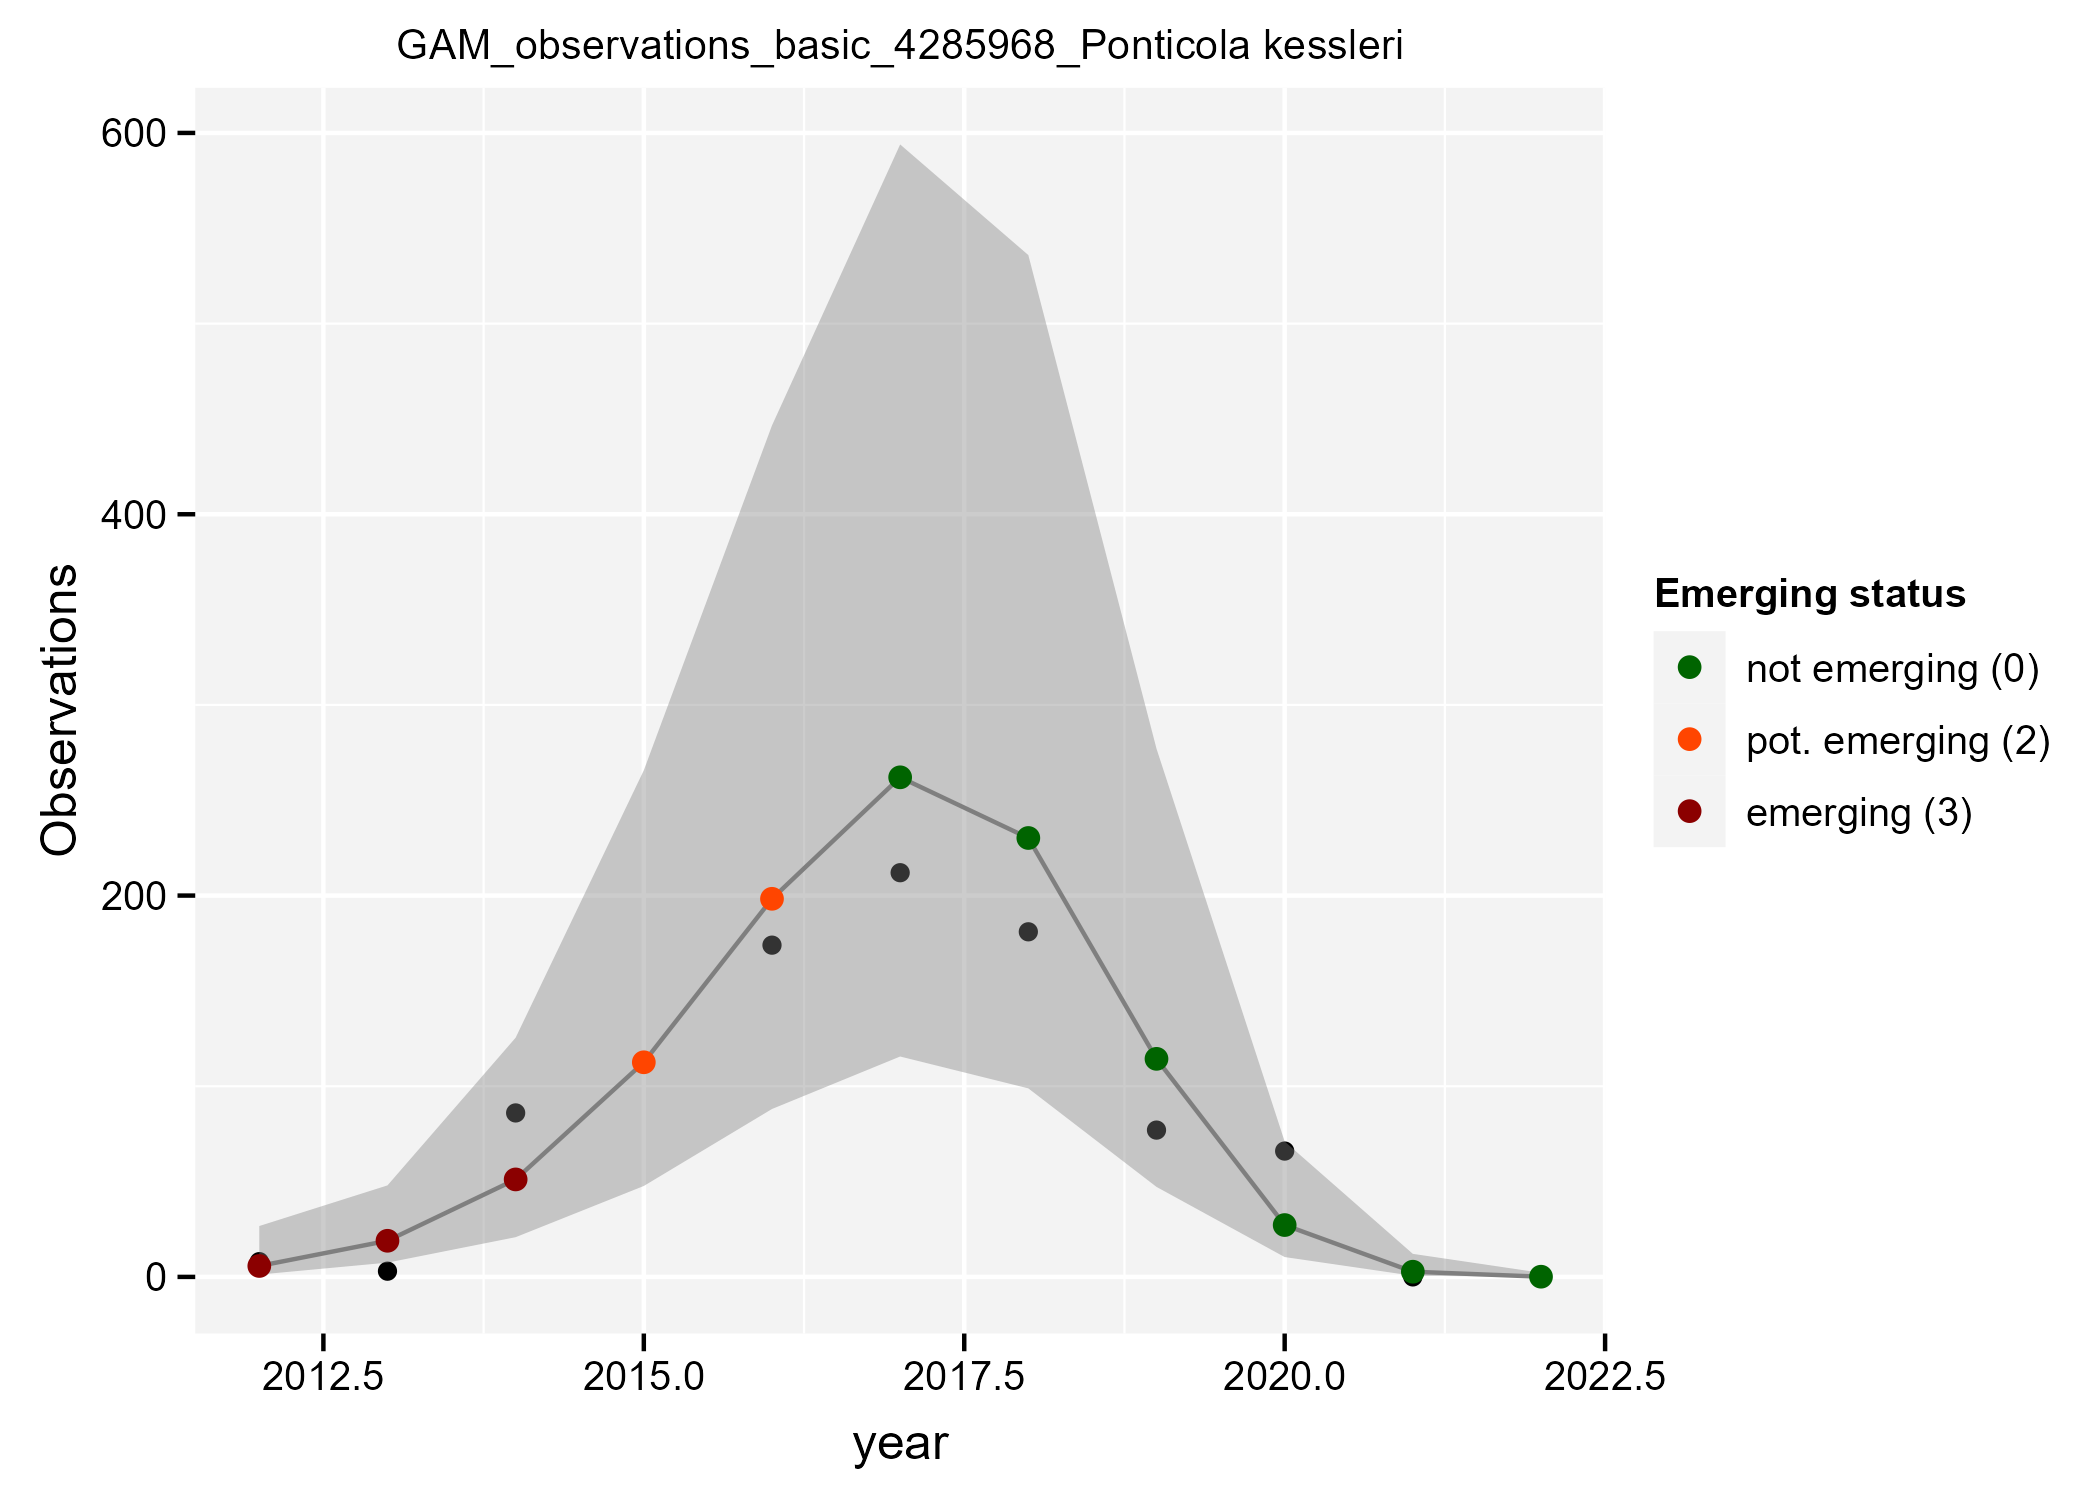 GAM_observations_basic_4285968_Ponticola kessleri
600
400
200
0
Observations
2012.5
2015.0
2017.5
2020.0
2022.5
year
Emerging status
not emerging (0)
pot. emerging (2)
emerging (3)